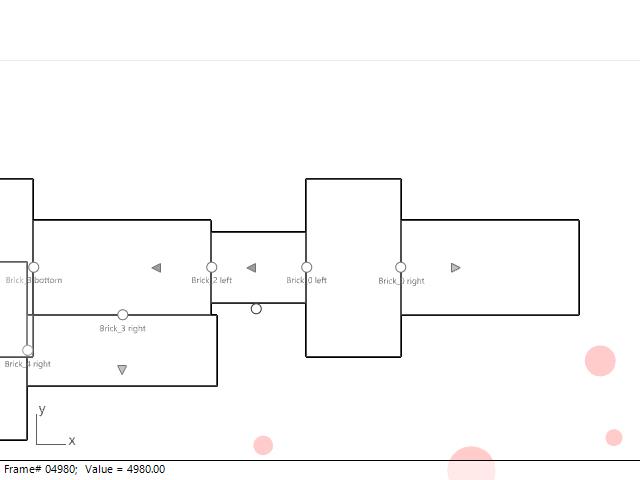 Brick_3 bottom
Brick_2 left
Brick_0 left
Brick_0 right
Brick_3 right
Brick_4 right
y
x
Frame# 04980;  Value = 4980.00